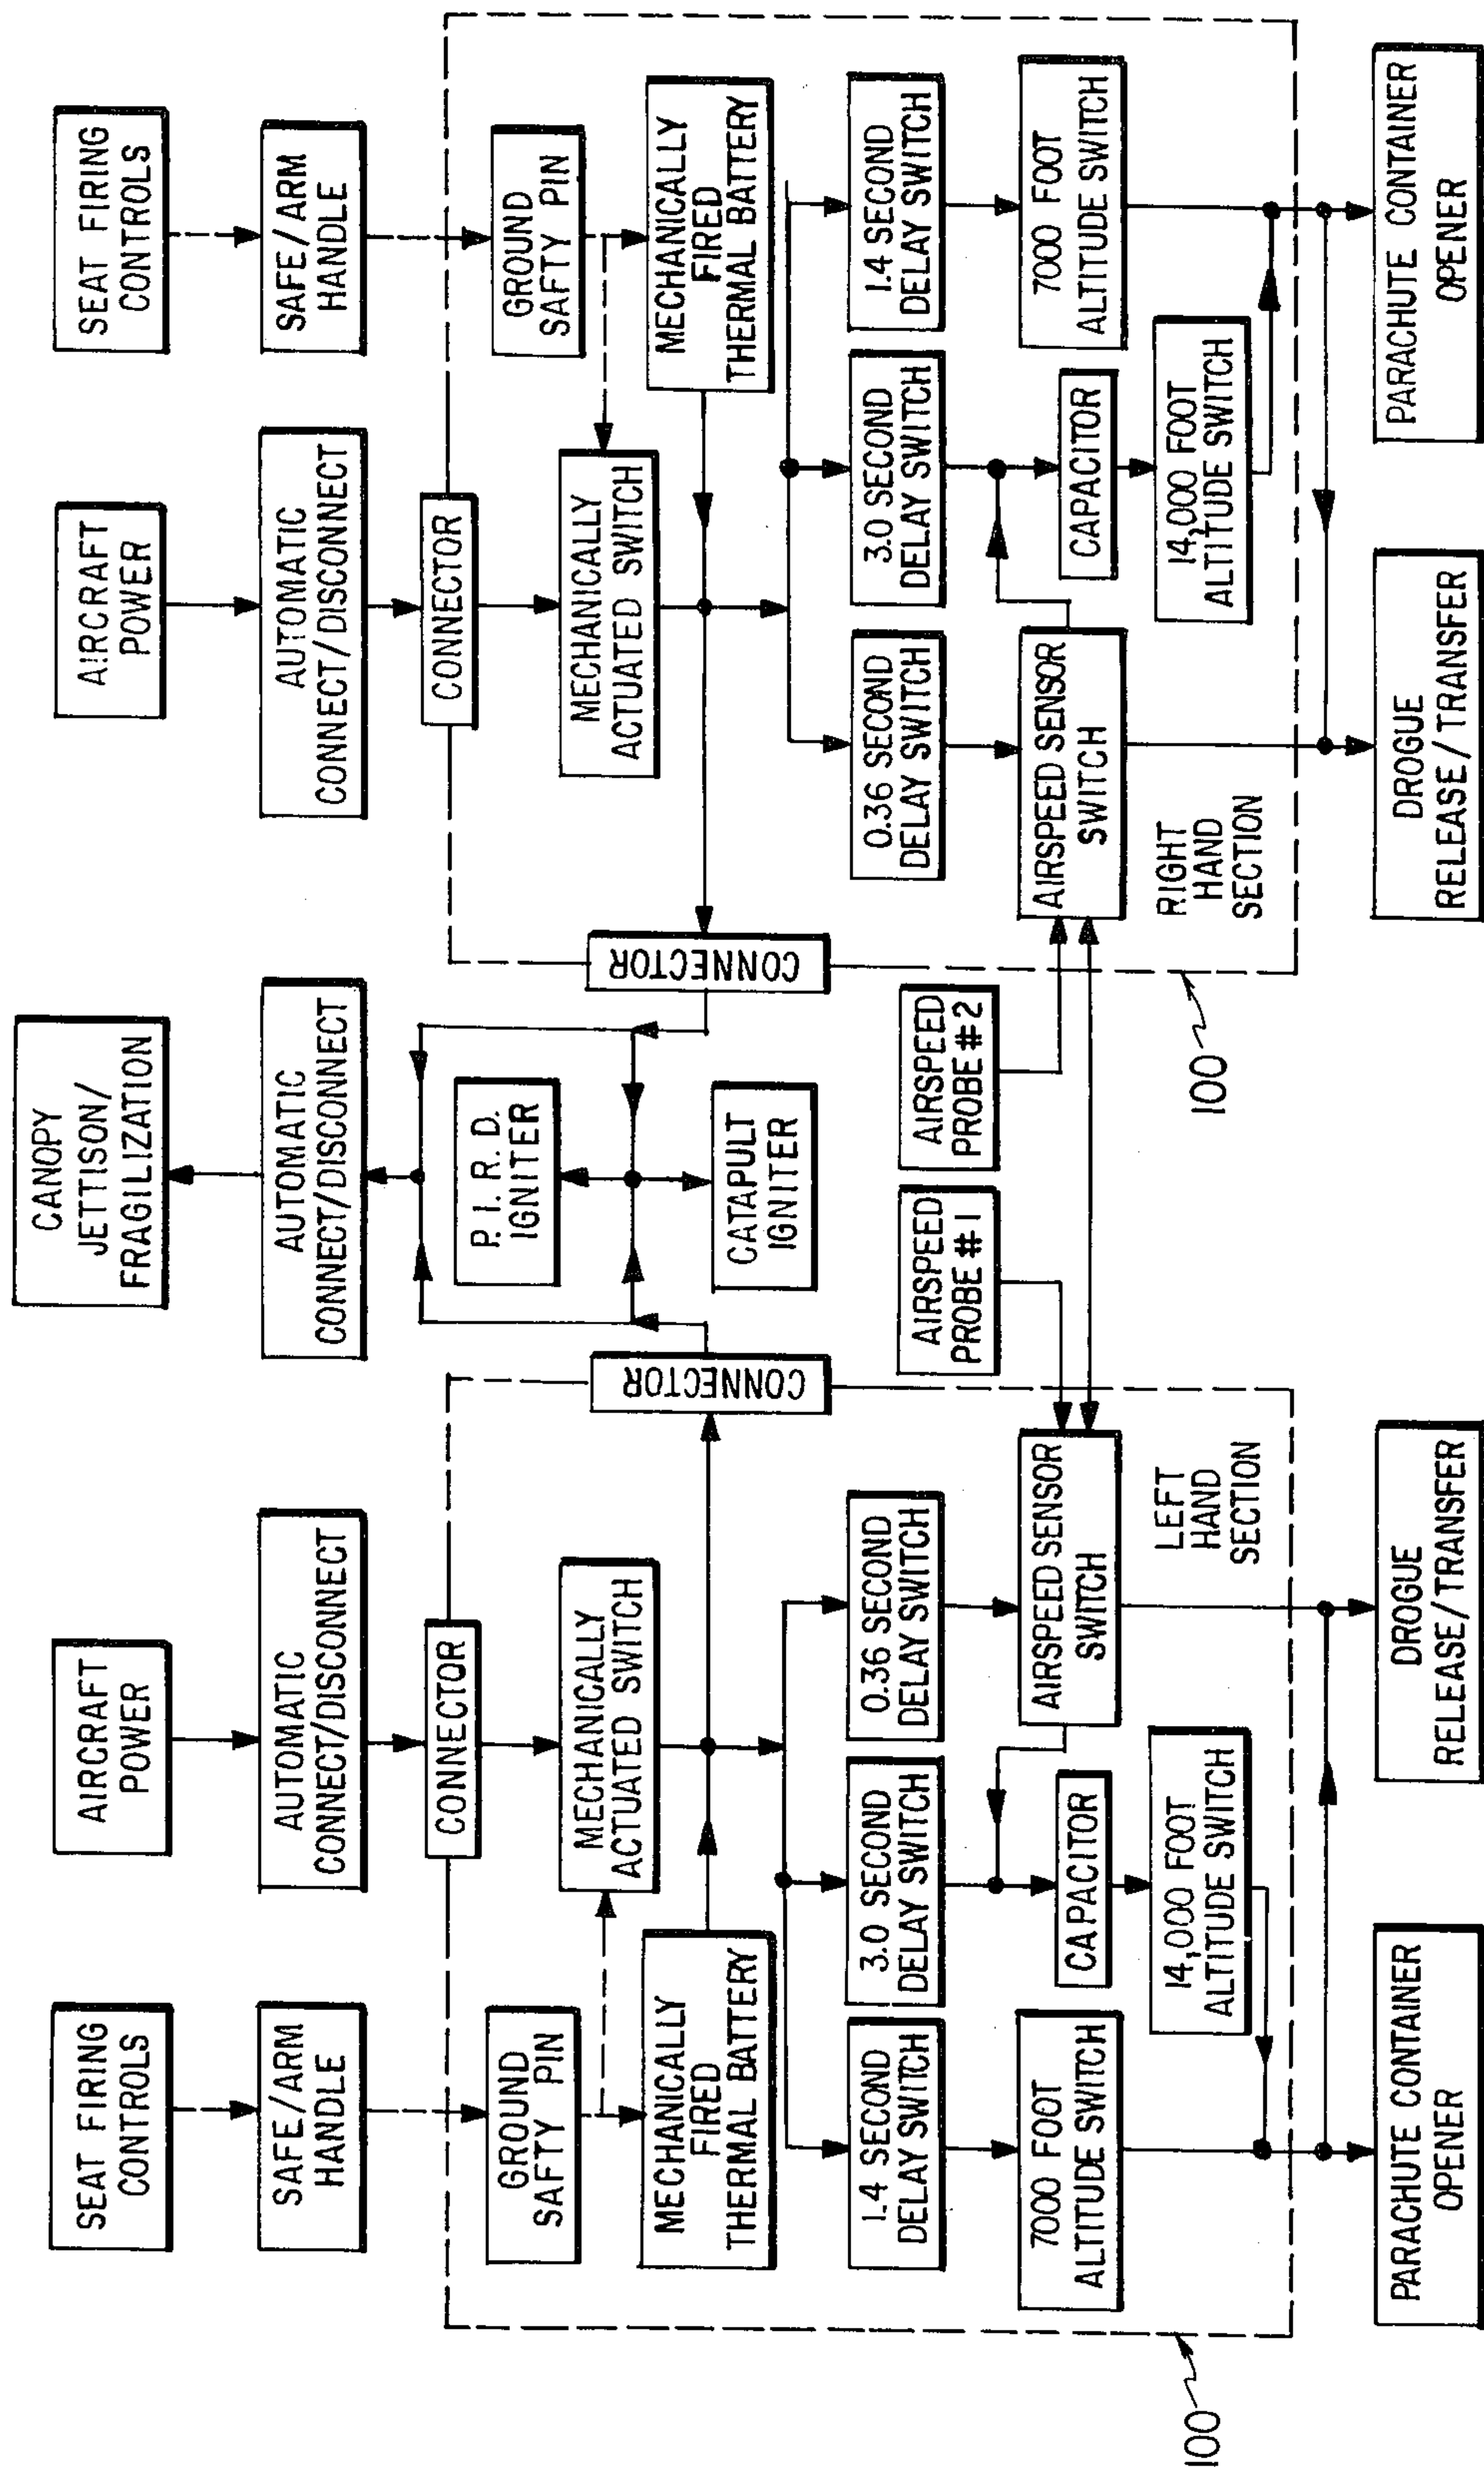 SEAT FIRING
CONTROLS
SAFE/ARM
HANDLE
GROUND
SAFTY PIN
MECHANICALLY
FIRED
THERMAL BATTERY
AIRCRAFT
POWER
AUTOMATIC
CONNECT/DISCONNECT
CONNECTOR
MECHANICALLY
ACTUATED SWITCH
1.4 SECOND
DELAY SWITCH
3.0 SECOND
DELAY SWITCH
0.36 SECOND
DELAY SWITCH
7000 FOOT
ALTITUDE SWITCH
CAPACITOR
14,000 FOOT
ALTITUDE SWITCH
AIRSPEED SENSOR
SWITCH
LEFT
HAND
SECTION
100
PARACHUTE CONTAINER
OPENER
DROGUE
RELEASE/TRANSFER
CONNECTOR
CANOPY
JETTISON/
FRAGILIZATION
AUTOMATIC
CONNECT/DISCONNECT
P. I. R. D.
IGNITER
CATAPULT
IGNITER
AIRSPEED
PROBE #1
AIRSPEED
PROBE #2
CONNECTOR
AIRCRAFT
POWER
AUTOMATIC
CONNECT/DISCONNECT
CONNECTOR
MECHANICALLY
ACTUATED SWITCH
SEAT FIRING
CONTROLS
SAFE/ARM
HANDLE
GROUND
SAFTY PIN
MECHANICALLY
FIRED
THERMAL BATTERY
0.36 SECOND
DELAY SWITCH
3.0 SECOND
DELAY SWITCH
1.4 SECOND
DELAY SWITCH
AIRSPEED SENSOR
SWITCH
CAPACITOR
14,000 FOOT
ALTITUDE SWITCH
7000 FOOT
ALTITUDE SWITCH
RIGHT
HAND
SECTION
100
DROGUE
RELEASE/TRANSFER
PARACHUTE CONTAINER
OPENER